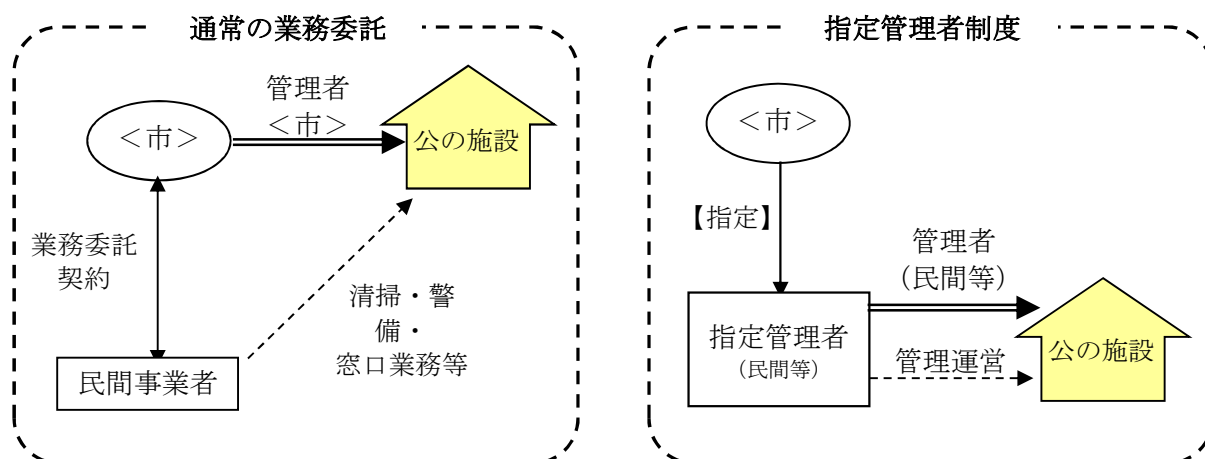 通常の業務委託
管理者
＜市＞
＜市＞
公の施設
業務委託
契約
清掃・警
備・
窓口業務等
民間事業者
指定管理者制度
＜市＞
【指定】
管理者
（民間等）
指定管理者
（民間等）
管理運営
公の施設